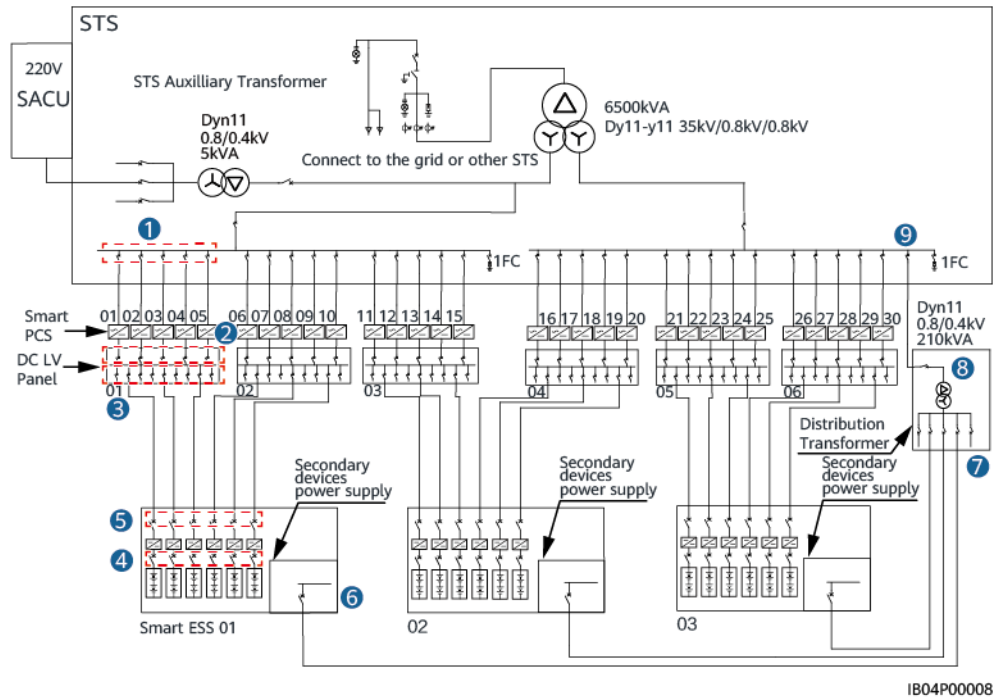 STS
220V
SACU
STS Auxilliary Transformer
Dyn11
0.8/0.4kV
5kVA
Connect to the grid or other STS
6500kVA
Dy11-y11 35kV/0.8kV/0.8kV
1
9
1FC
1FC
Smart
PCS
01 02 03 04 05
2
06 07 08 09 10
11 12 13 14 15
16 17 18 19 20
21 22 23 24 25
26 27 28 29 30
Dyn11
0.8/0.4kV
210kVA
DC LV
Panel
01
02
03
04
05
06
3
8
Distribution
Transformer
7
Secondary
devices
power supply
Secondary
devices
power supply
Secondary
devices
power supply
5
4
6
Smart ESS 01
02
03
IB04P00008